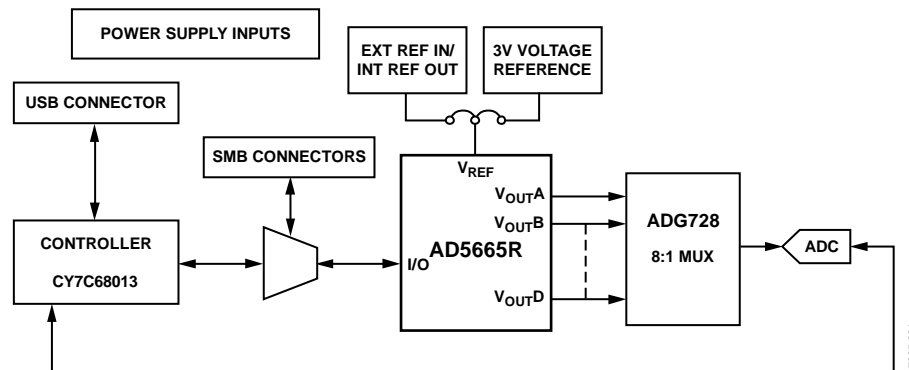 POWER SUPPLY INPUTS
EXT REF IN/
INT REF OUT
3V VOLTAGE
REFERENCE
USB CONNECTOR
SMB CONNECTORS
VREF
VOUTA
VOUTB
AD5665R
I/O
VOUTD
CONTROLLER
CY7C68013
ADG728
8:1 MUX
ADC